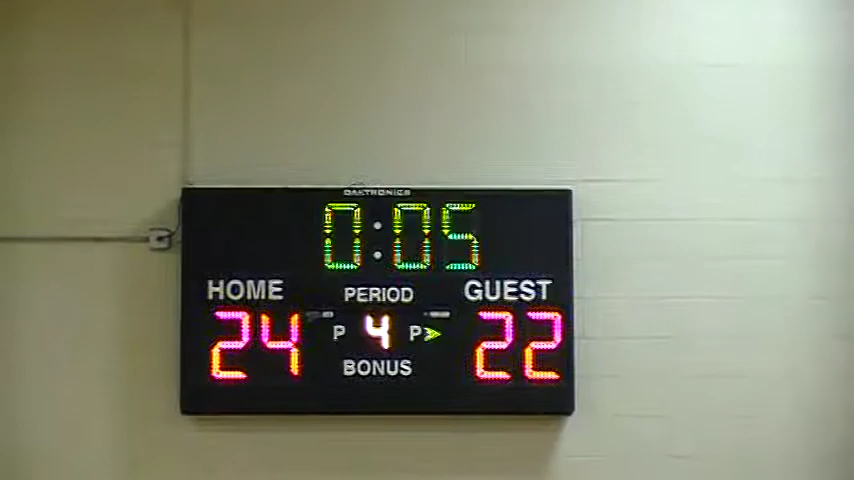 DAKTRONICS
0:05
HOME PERIOD GUEST
24 P 4 P 22
BONUS